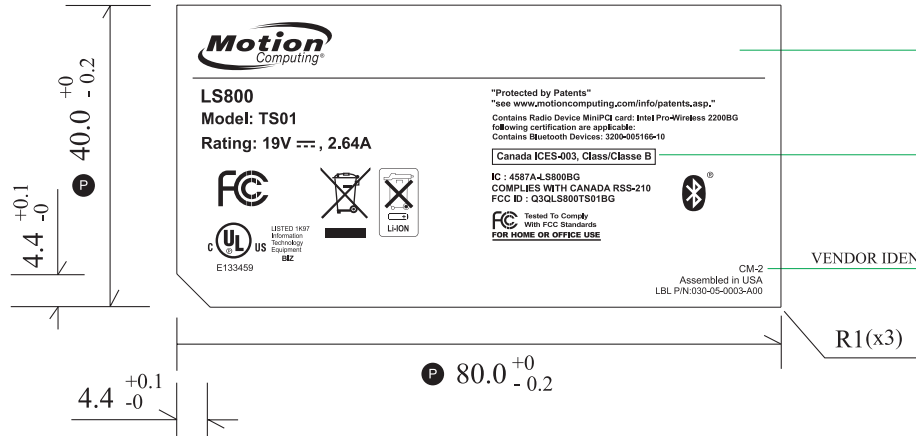 Motion
Computing®
LS800
Model: TS01
Rating: 19V ⎓, 2.64A
FC
C UL US
®
LISTED 1K97
Information
Technology
Equipment
BIZ
E133459
Li-ION
"Protected by Patents"
"see www.motioncomputing.com/info/patents.asp."
Contains Radio Device MiniPCI card: Intel Pro-Wireless 2200BG
following certification are applicable:
Contains Bluetooth Devices: 3200-005166-10
Canada ICES-003, Class/Classe B
IC : 4587A-LS800BG
COMPLIES WITH CANADA RSS-210
FCC ID : Q3QLS800TS01BG
®
FC Tested To Comply
With FCC Standards
FOR HOME OR OFFICE USE
CM-2
Assembled in USA
LBL P/N:030-05-0003-A00
VENDOR IDEN
R1(x3)
P 40.0 +0 - 0.2
4.4 +0.1 -0
P 80.0 +0 - 0.2
4.4 +0.1 -0